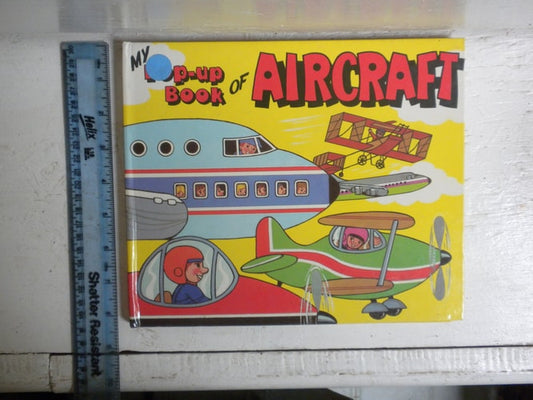 MY
Pop-up
Book OF AIRCRAFT
Helix
Shatter Resistant